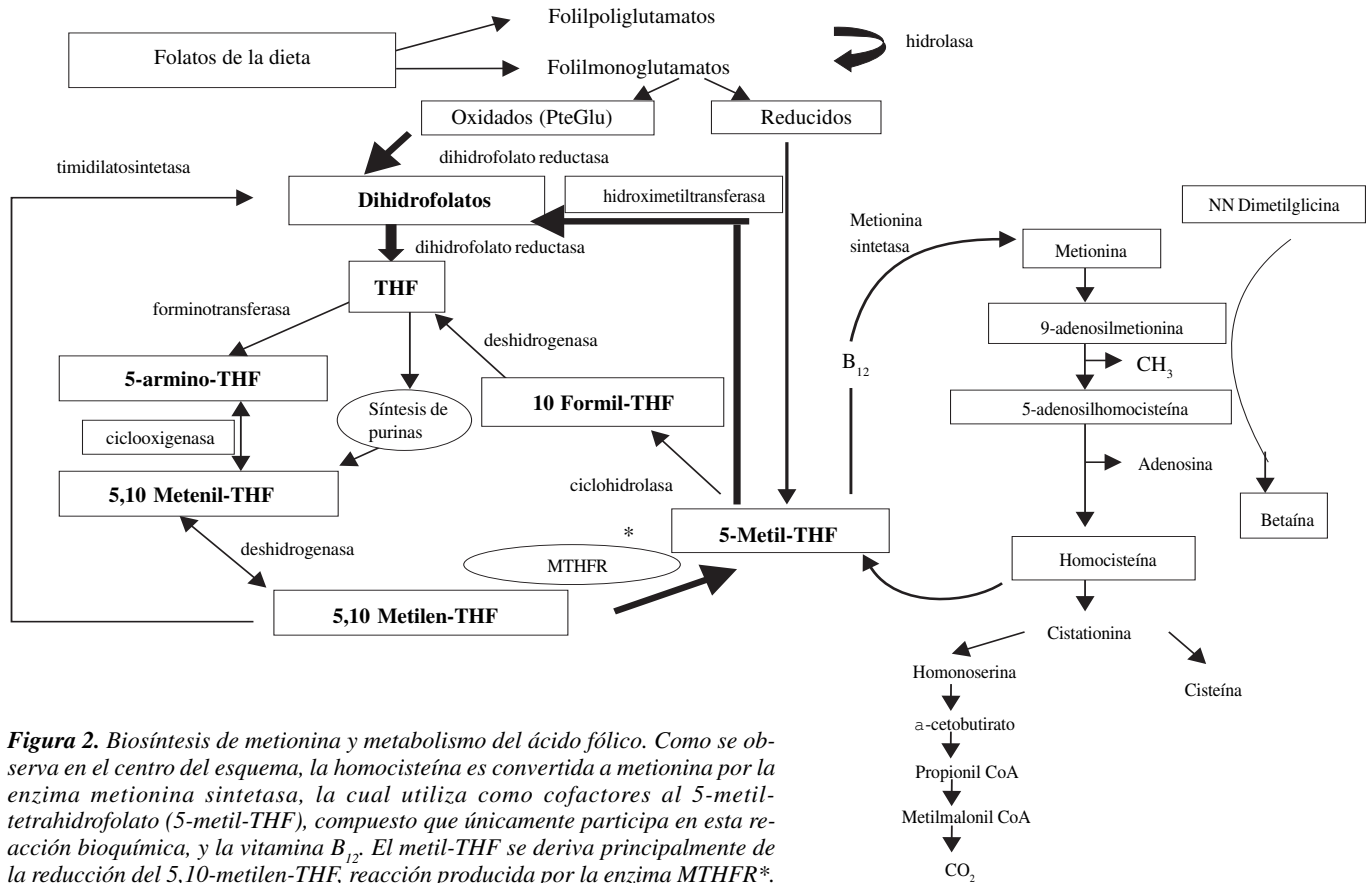 Folilpoliglutamatos
Folatos de la dieta
hidrolasa
Folilmonoglutamatos
Oxidados (PteGlu)
Reducidos
timidilatosintetasa
dihidrofolato reductasa
Dihidrofolatos
hidroximetiltransferasa
NN Dimetilglicina
Metionina
sintetasa
dihidrofolato reductasa
Metionina
THF
forminotransferasa
9-adenosilmetionina
deshidrogenasa
B12
CH3
5-armino-THF
10 Formil-THF
Síntesis de
purinas
5-adenosilhomocisteína
ciclooxigenasa
Adenosina
5,10 Metenil-THF
ciclohidrolasa
Betaína
*
5-Metil-THF
deshidrogenasa
MTHFR
Homocisteína
5,10 Metilen-THF
Cistationina
Homonoserina
Cisteína
a-cetobutirato
Propionil CoA
Metilmalonil CoA
CO2
Figura 2. Biosíntesis de metionina y metabolismo del ácido fólico. Como se ob-
serva en el centro del esquema, la homocisteína es convertida a metionina por la
enzima metionina sintetasa, la cual utiliza como cofactores al 5-metil-
tetrahidrofolato (5-metil-THF), compuesto que únicamente participa en esta re-
acción bioquímica, y la vitamina B12. El metil-THF se deriva principalmente de
la reducción del 5,10-metilen-THF, reacción producida por la enzima MTHFR*.